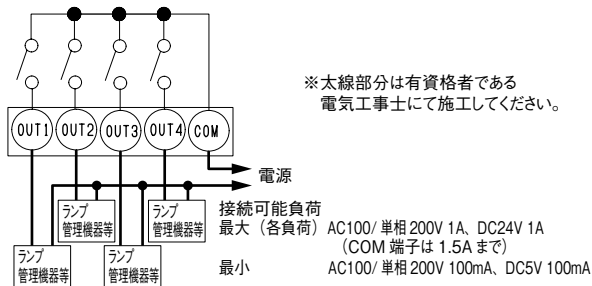 ※太線部分は有資格者である
電気工事士にて施工してください。
OUT1 OUT2 OUT3 OUT4 COM
電源
ランプ
管理機器等
ランプ
管理機器等
ランプ
管理機器等
ランプ
管理機器等
接続可能負荷
最大（各負荷） AC100/単相200V 1A、DC24V 1A
（COM 端子は 1.5A まで）
最小 AC100/単相200V 100mA、DC5V 100mA